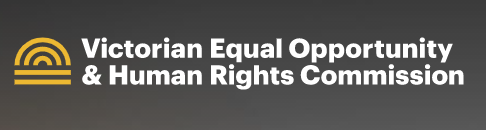 Victorian Equal Opportunity
& Human Rights Commission